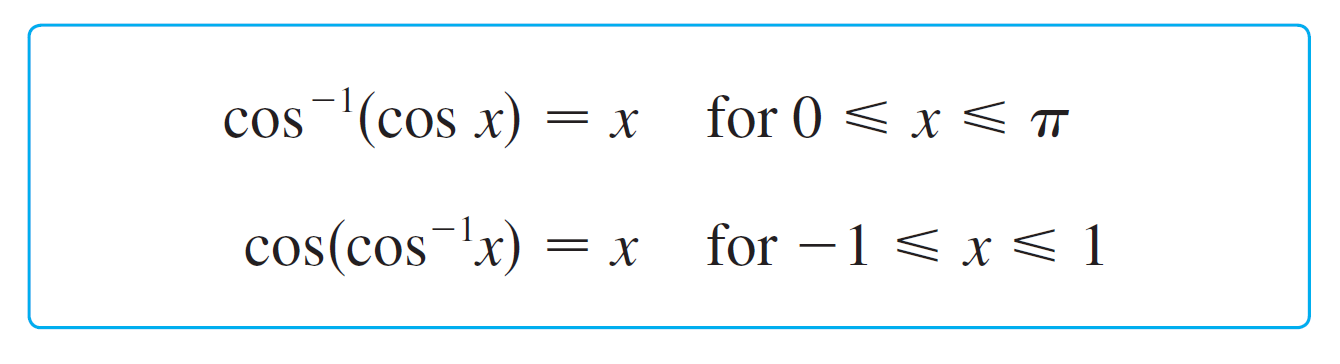 cos⁻¹(cos x) = x for 0 ⩽ x ⩽ π
cos(cos⁻¹x) = x for −1 ⩽ x ⩽ 1